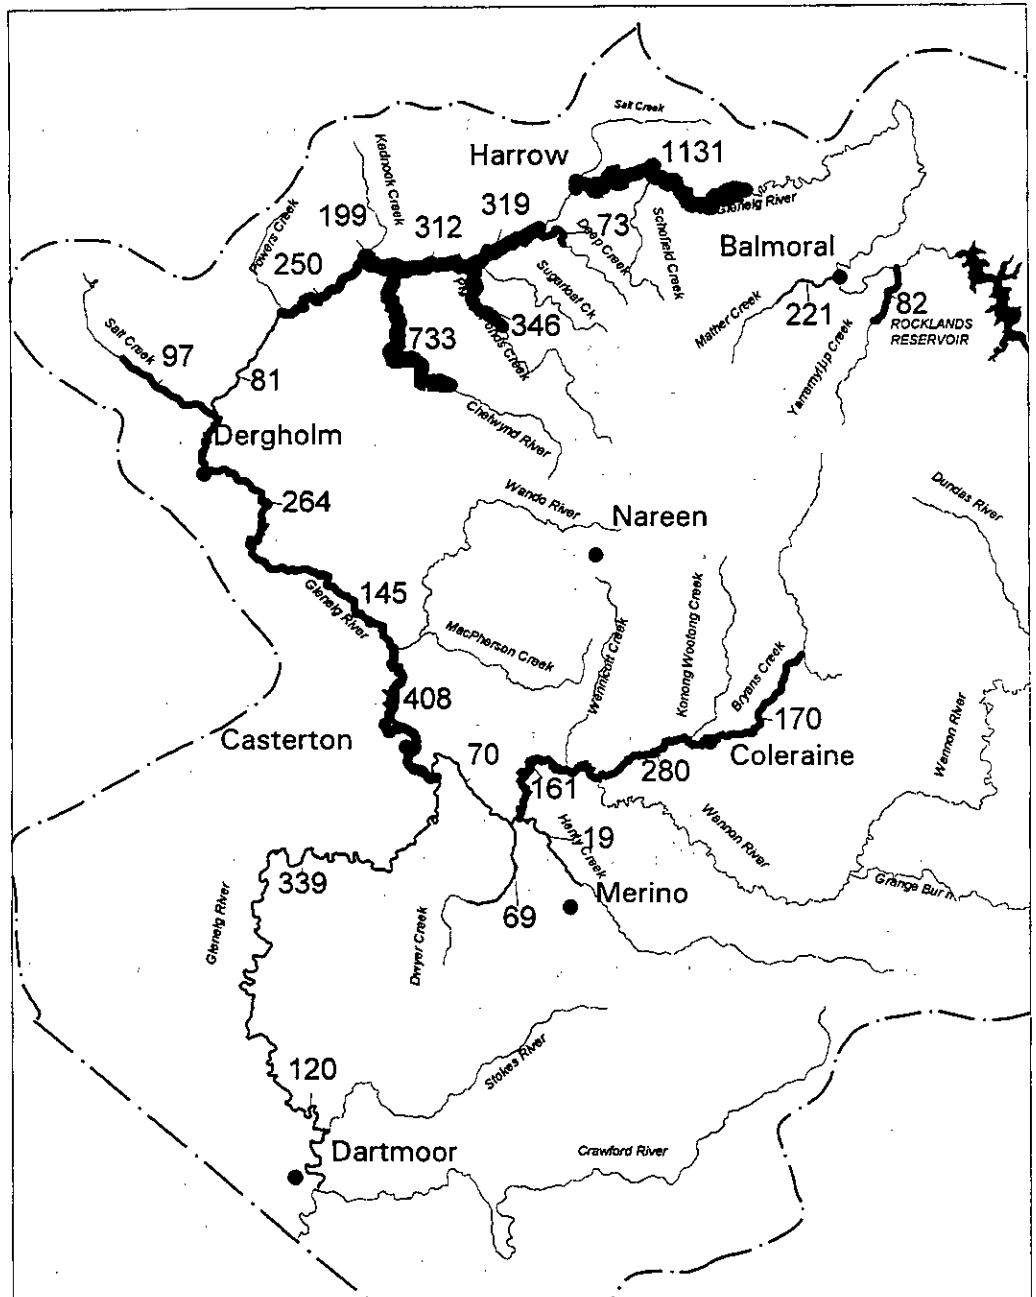 Salt Creek
Harrow
1131
Kadnook Creek
199
319
312
73
Glenelg River
Schofield Creek
Deep Creek
Balmoral
Powers Creek
250
Sugarloaf Ck
346
221
82
ROCKLANDS
RESERVOIR
Mather Creek
Yarramyljup Creek
733
Salt Creek
97
81
Chetwynd River
Dergholm
264
Wando River
Nareen
Dundas River
145
Glenelg River
MacPherson Creek
Wennicott Creek
Konong Wootong Creek
Bryans Creek
408
170
Wannon River
Casterton
70
Coleraine
280
161
19
Henty Creek
Wannon River
339
Merino
Grange Burn
69
Glenelg River
Dwyer Creek
120
Stokes River
Dartmoor
Crawford River